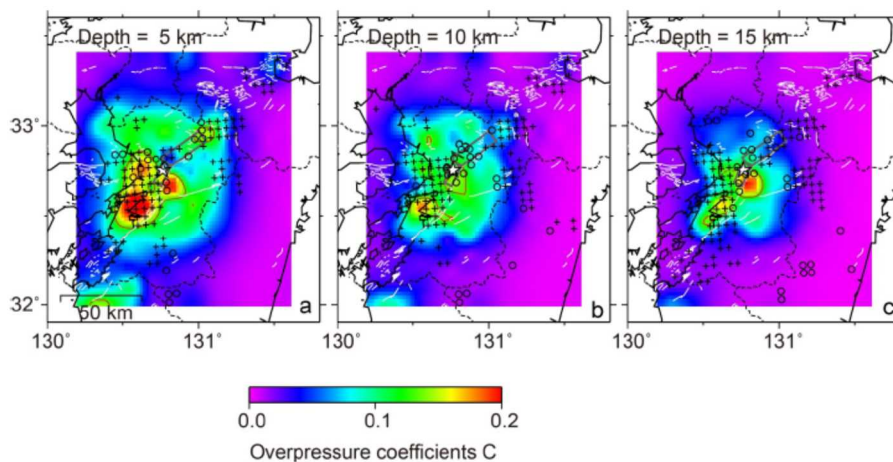 Depth = 5 km
Depth = 10 km
Depth = 15 km
33°
32°
50 km
a
b
c
130°
131°
130°
131°
130°
131°
0.0
0.1
0.2
Overpressure coefficients C